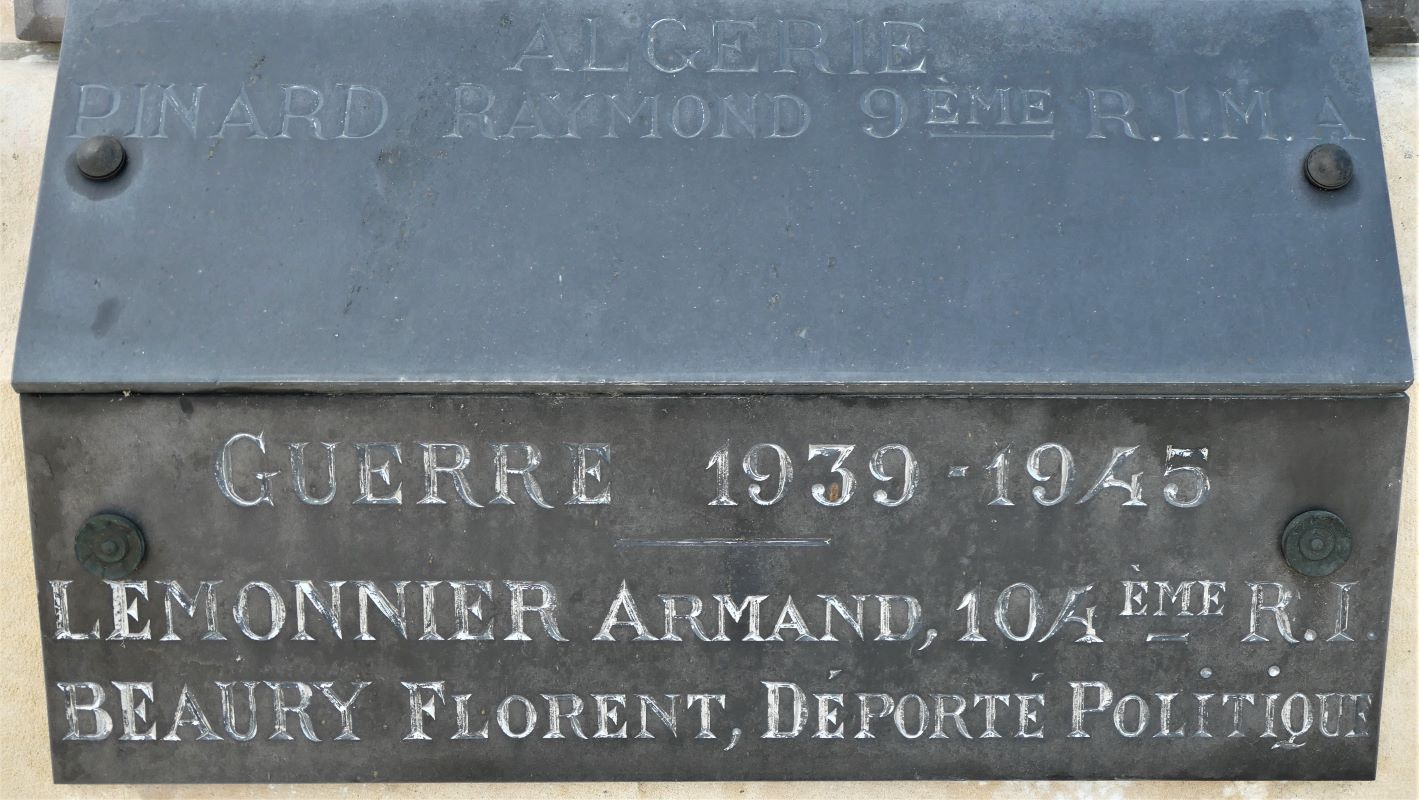 ALGERIE
PINARD RAYMOND 9ÈME R.I.M.A
GUERRE 1939-1945
LEMONNIER ARMAND, 104ÈME R.I.
BEAURY FLORENT, DÉPORTÉ POLITIQUE